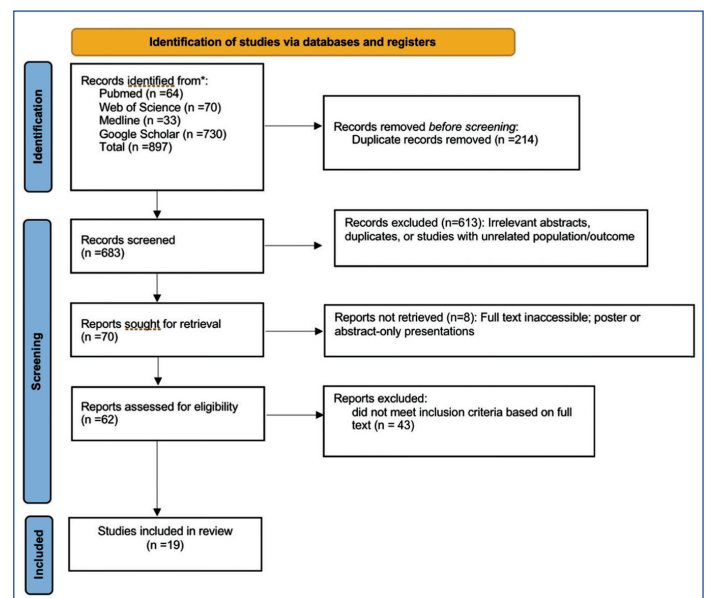 Identification of studies via databases and registers
Identification
Records identified from*:
Pubmed (n =64)
Web of Science (n =70)
Medline (n =33)
Google Scholar (n =730)
Total (n =897)
Records removed before screening:
Duplicate records removed (n =214)
Screening
Records screened
(n =683)
Records excluded (n=613): Irrelevant abstracts,
duplicates, or studies with unrelated population/outcome
Reports sought for retrieval
(n =70)
Reports not retrieved (n=8): Full text inaccessible; poster or
abstract-only presentations
Reports assessed for eligibility
(n =62)
Reports excluded:
did not meet inclusion criteria based on full
text (n = 43)
Included
Studies included in review
(n =19)